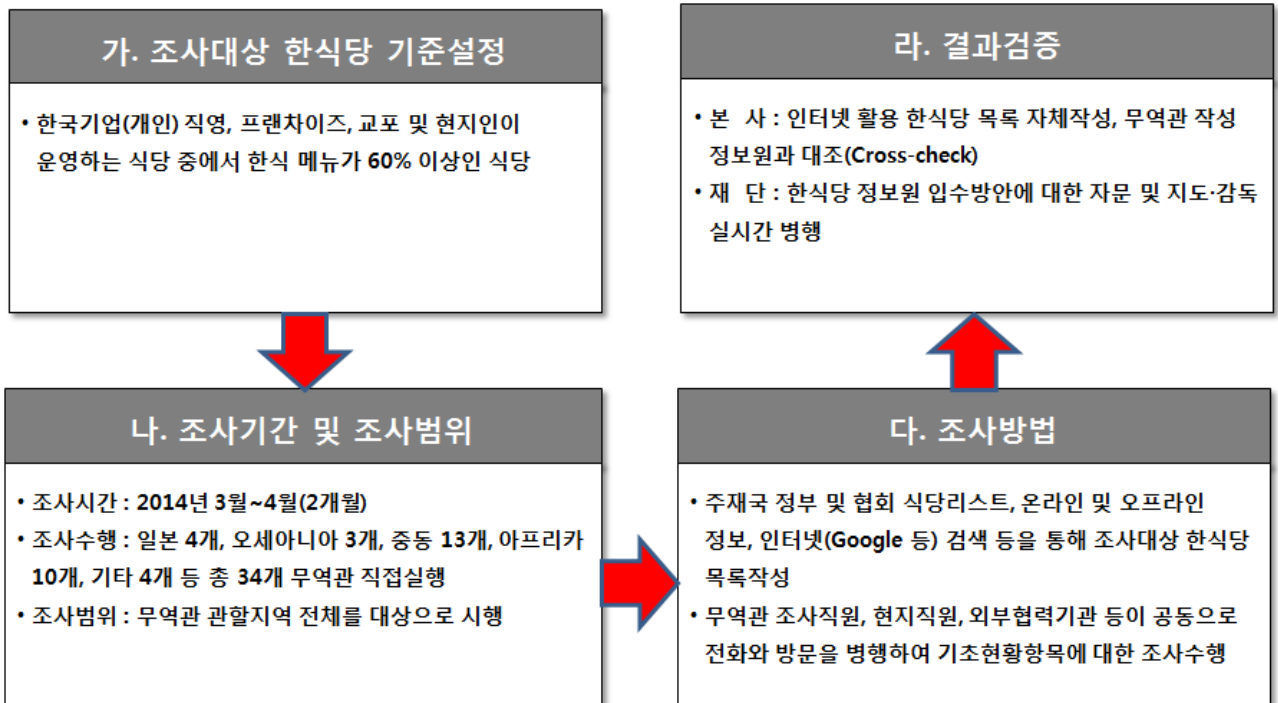 가. 조사대상 한식당 기준설정
• 한국기업(개인) 직영, 프랜차이즈, 교포 및 현지인이
운영하는 식당 중에서 한식 메뉴가 60% 이상인 식당
나. 조사기간 및 조사범위
• 조사시간 : 2014년 3월~4월(2개월)
• 조사수행 : 일본 4개, 오세아니아 3개, 중동 13개, 아프리카
10개, 기타 4개 등 총 34개 무역관 직접실행
• 조사범위 : 무역관 관할지역 전체를 대상으로 시행
다. 조사방법
• 주재국 정부 및 협회 식당리스트, 온라인 및 오프라인
정보, 인터넷(Google 등) 검색 등을 통해 조사대상 한식당
목록작성
• 무역관 조사직원, 현지직원, 외부협력기관 등이 공동으로
전화와 방문을 병행하여 기초현황항목에 대한 조사수행
라. 결과검증
• 본 사 : 인터넷 활용 한식당 목록 자체작성, 무역관 작성
정보원과 대조(Cross-check)
• 재 단 : 한식당 정보원 입수방안에 대한 자문 및 지도·감독
실시간 병행